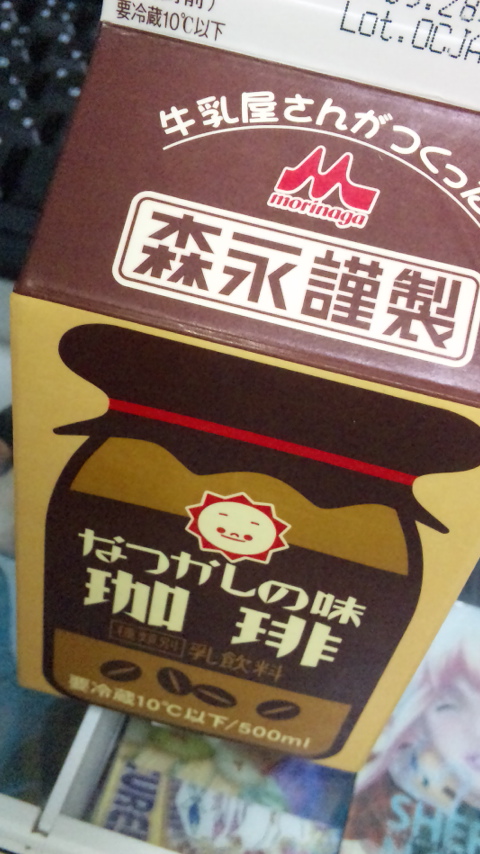 要冷蔵10℃以下
Lot:OCJA
牛乳屋さんがつくった
morinaga
森永謹製
なつかしの味
珈琲
種類別 乳飲料
要冷蔵10℃以下/500ml